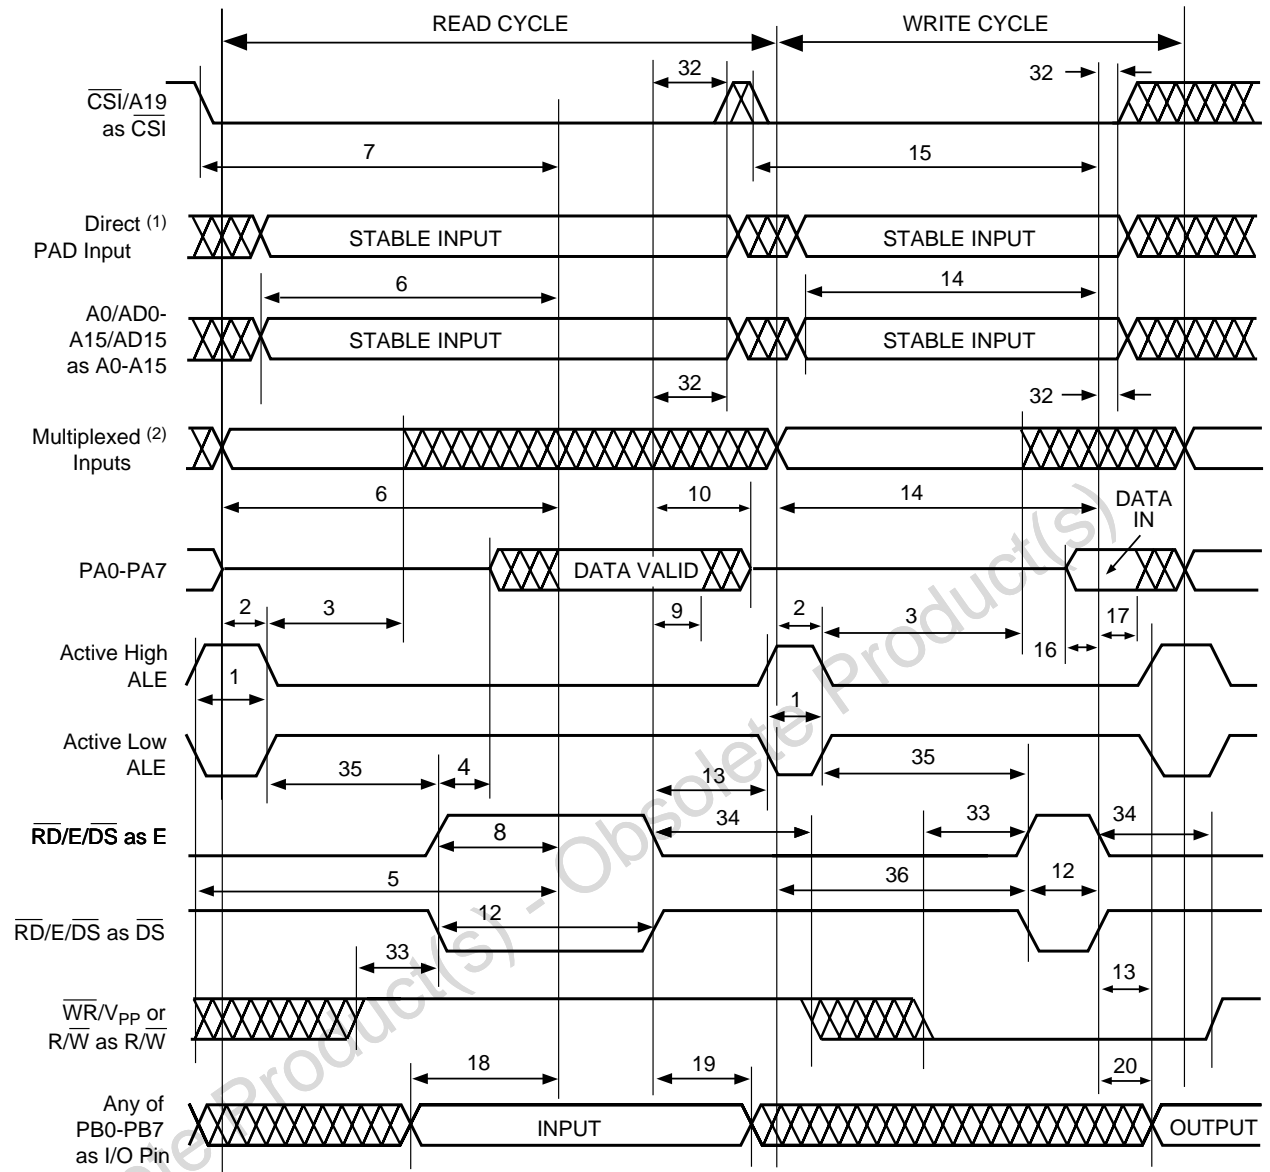 READ CYCLE WRITE CYCLE
32 32
CSI/A19
as CSI
7 15
Direct (1)
PAD Input
STABLE INPUT STABLE INPUT
6 14
A0/AD0-
A15/AD15
as A0-A15
STABLE INPUT STABLE INPUT
32 32
Multiplexed (2)
Inputs
6 10 14
DATA
IN
PA0-PA7
DATA VALID
2 3 9 2 3 16 17
Active High
ALE
1 1
Active Low
ALE
35 4 13 35
RD/E/DS as E
8 34 33 34
5 36 12
RD/E/DS as DS
12
33 13
WR/VPP or
R/W as R/W
18 19 20
Any of
PB0-PB7
as I/O Pin
INPUT OUTPUT
Obsolete Product(s) - Obsolete Product(s)